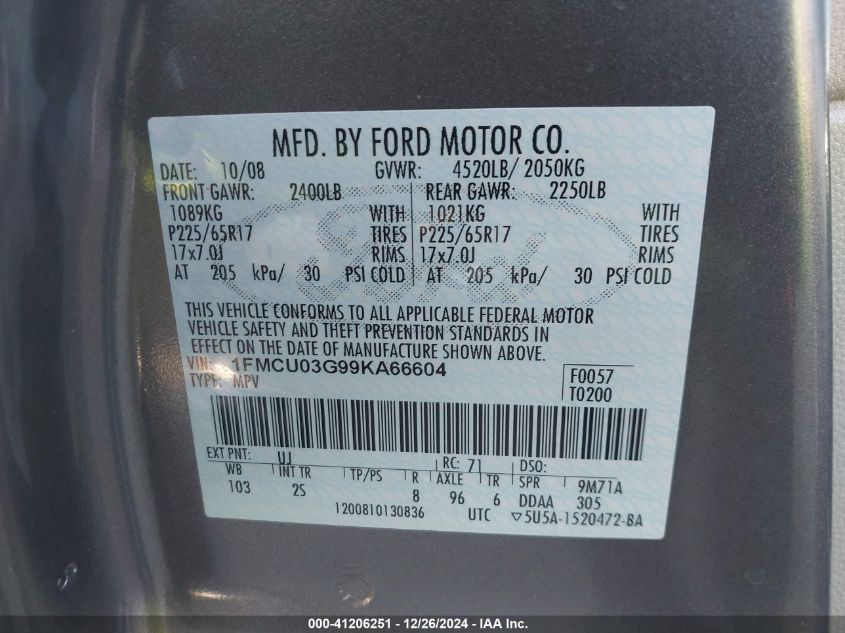 MFD. BY FORD MOTOR CO.
DATE: 10/08 GVWR: 4520LB/ 2050KG
FRONT GAWR: 2400LB REAR GAWR: 2250LB
1089KG WITH 1021KG WITH
P225/65R17 TIRES P225/65R17 TIRES
17x7.0J RIMS 17x7.0J RIMS
AT 205 kPa/ 30 PSI COLD AT 205 kPa/ 30 PSI COLD
THIS VEHICLE CONFORMS TO ALL APPLICABLE FEDERAL MOTOR
VEHICLE SAFETY AND THEFT PREVENTION STANDARDS IN
EFFECT ON THE DATE OF MANUFACTURE SHOWN ABOVE.
VIN: 1FMCU03G99KA66604 F0057
TYPE: MPV T0200
EXT PNT: UJ RC: 71 DSO:
WB INT TR TP/PS R AXLE TR SPR 9M71A
103 2S 8 96 6 DDAA 305
1200810130836 UTC ▽5U5A-1520472-BA
000-41206251 - 12/26/2024 - IAA Inc.